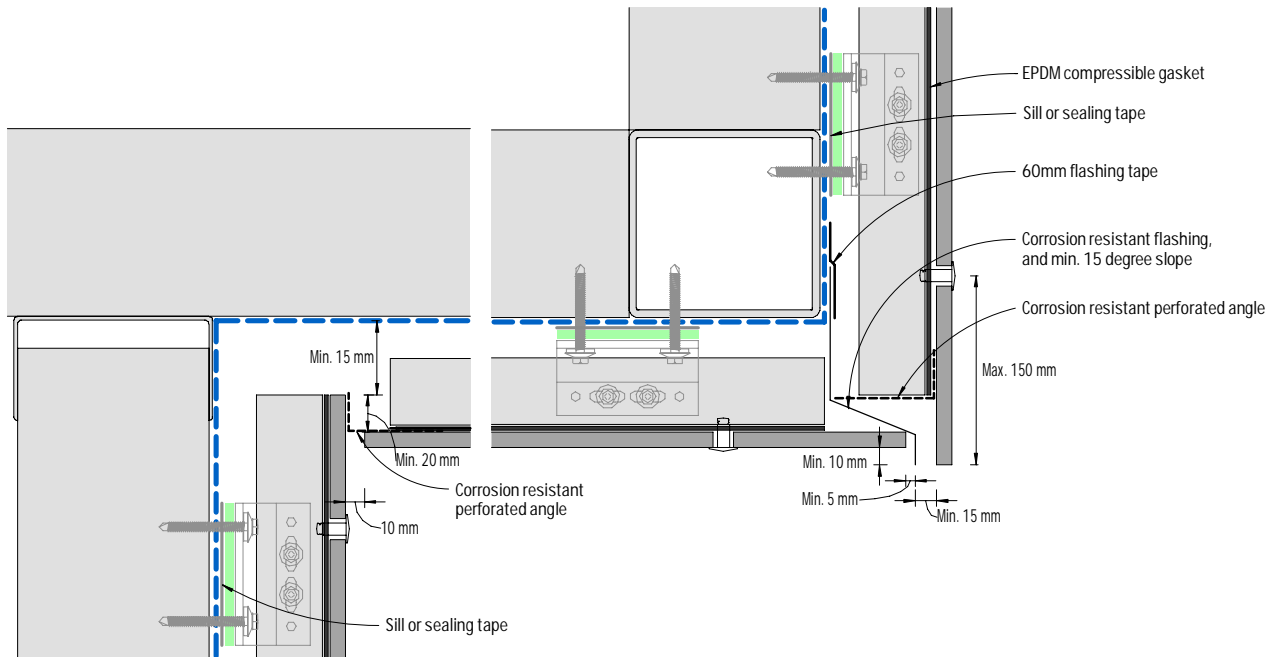 EPDM compressible gasket
Sill or sealing tape
60mm flashing tape
Corrosion resistant flashing,
and min. 15 degree slope
Corrosion resistant perforated angle
Min. 15 mm
Max. 150 mm
Min. 20 mm
Min. 10 mm
Corrosion resistant
perforated angle
Min. 5 mm
Min. 15 mm
10 mm
Sill or sealing tape